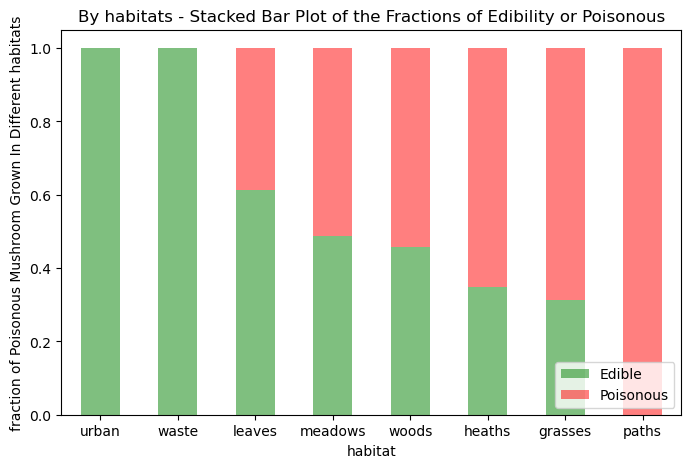 By habitats - Stacked Bar Plot of the Fractions of Edibility or Poisonous
fraction of Poisonous Mushroom Grown In Different habitats
1.0
0.8
0.6
0.4
0.2
0.0
Edible
Poisonous
urban waste leaves meadows woods heaths grasses paths
habitat